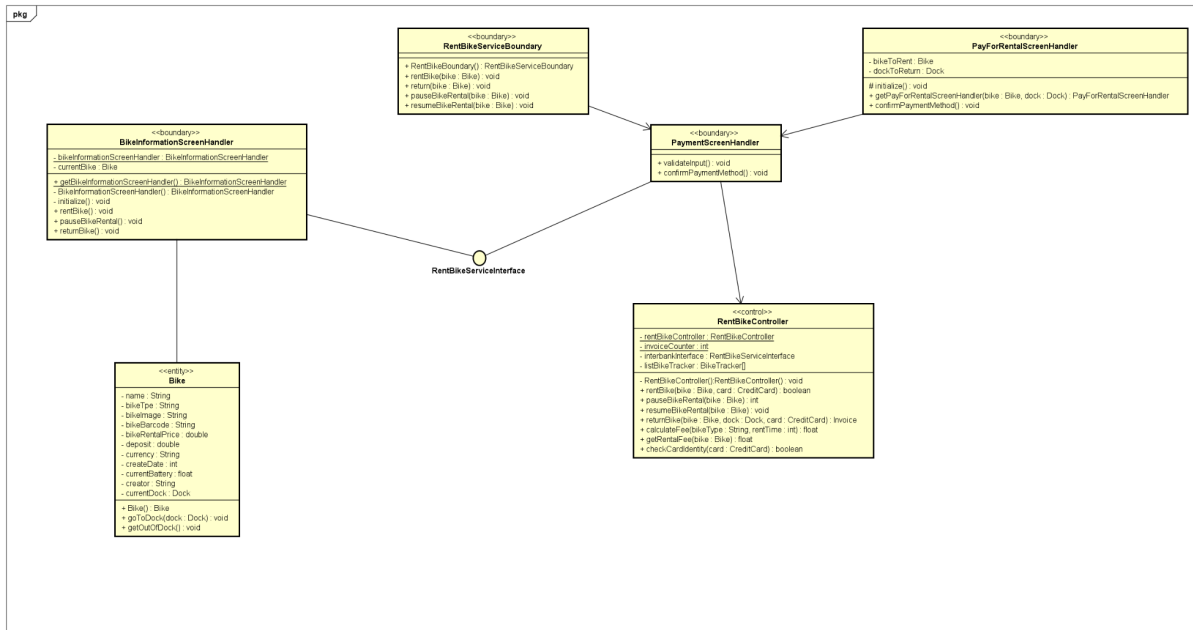 pkg
<<boundary>>
RentBikeServiceBoundary
+ RentBikeBoundary() : RentBikeServiceBoundary
+ rentBike(bike : Bike) : void
+ return(bike : Bike) : void
+ pauseBikeRental(bike : Bike) : void
+ resumeBikeRental(bike : Bike) : void
<<boundary>>
PayForRentalScreenHandler
- bikeToRent : Bike
- dockToReturn : Dock
# initialize() : void
+ getPayForRentalScreenHandler(bike : Bike, dock : Dock) : PayForRentalScreenHandler
+ confirmPaymentMethod() : void
<<boundary>>
BikeInformationScreenHandler
- bikeInformationScreenHandler : BikeInformationScreenHandler
- currentBike : Bike
+ getBikeInformationScreenHandler() : BikeInformationScreenHandler
- BikeInformationScreenHandler() : BikeInformationScreenHandler
- initialize() : void
+ rentBike() : void
+ pauseBikeRental() : void
+ returnBike() : void
<<boundary>>
PaymentScreenHandler
+ validateInput() : void
+ confirmPaymentMethod() : void
RentBikeServiceInterface
<<control>>
RentBikeController
- rentBikeController : RentBikeController
- invoiceCounter : int
- interbankInterface : RentBikeServiceInterface
- listBikeTracker : BikeTracker[]
- RentBikeController():RentBikeController() : void
+ rentBike(bike : Bike, card : CreditCard) : boolean
+ pauseBikeRental(bike : Bike) : int
+ resumeBikeRental(bike : Bike) : void
+ returnBike(bike : Bike, dock : Dock, card : CreditCard) : Invoice
+ calculateFee(bikeType : String, rentTime : int) : float
+ getRentalFee(bike : Bike) : float
+ checkCardIdentity(card : CreditCard) : boolean
<<entity>>
Bike
- name : String
- bikeTpe : String
- bikeImage : String
- bikeBarcode : String
- bikeRentalPrice : double
- deposit : double
- currency : String
- createDate : int
- currentBattery : float
- creator : String
- currentDock : Dock
+ Bike() : Bike
+ goToDock(dock : Dock) : void
+ getOutOfDock() : void